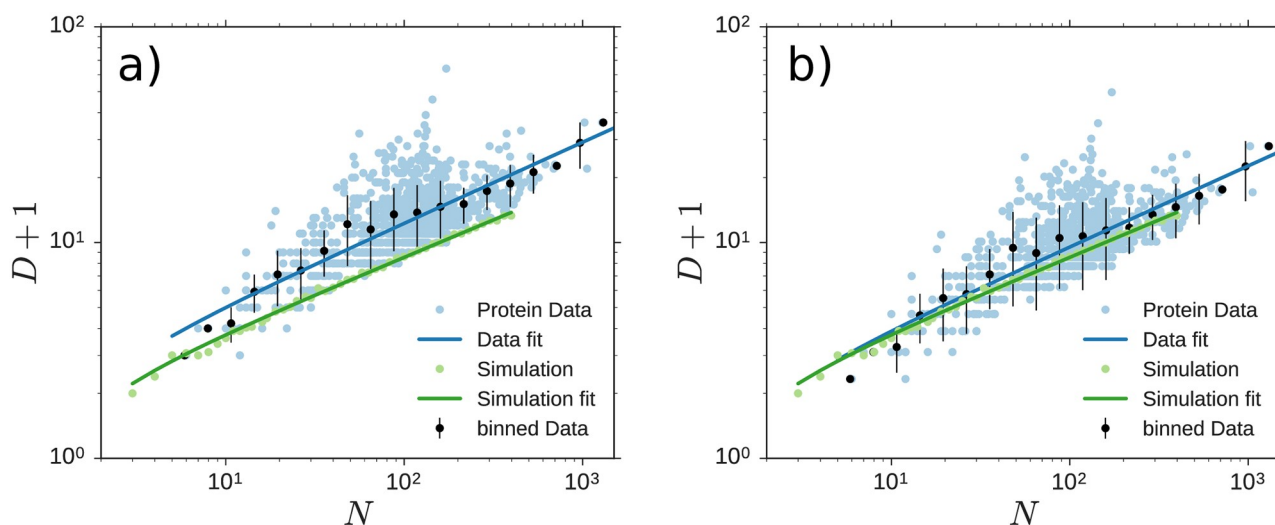 a)
10²
10¹
10⁰
D + 1
10¹
10²
10³
N
Protein Data
Data fit
Simulation
Simulation fit
binned Data
b)
10²
10¹
10⁰
D + 1
10¹
10²
10³
N
Protein Data
Data fit
Simulation
Simulation fit
binned Data